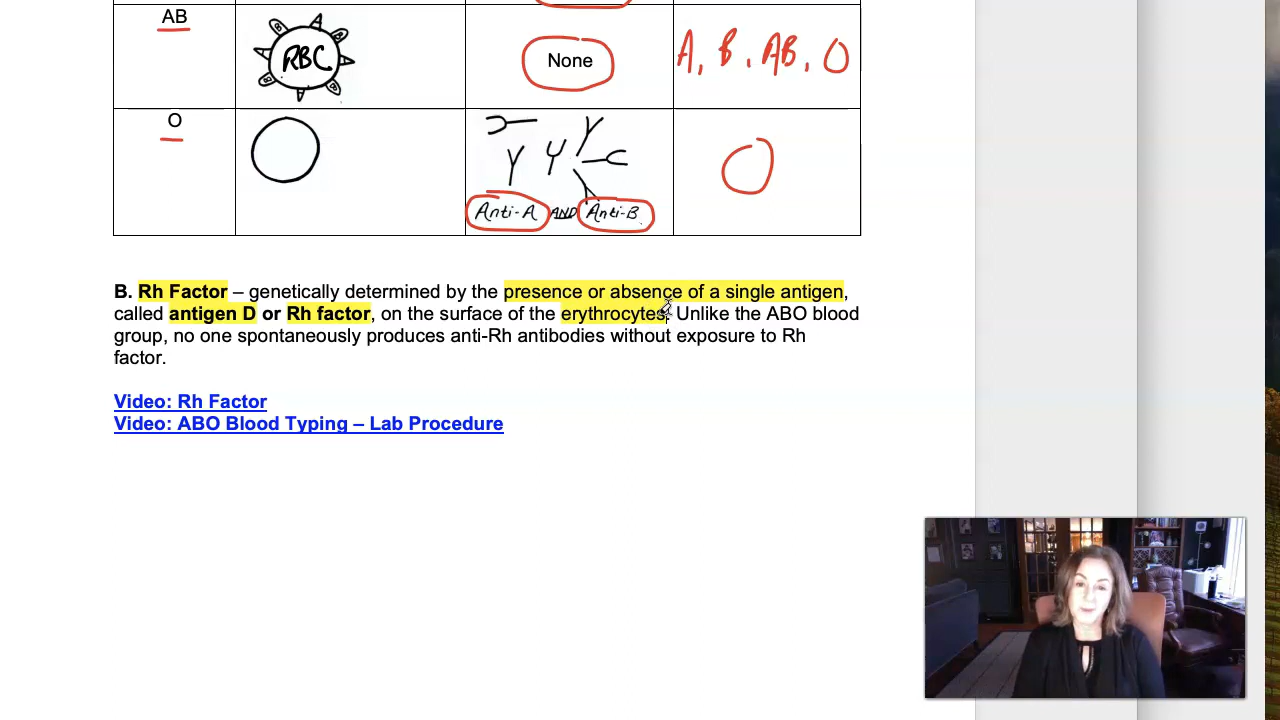 AB
RBC
None
A, B, AB, O
O
Anti-A AND Anti-B
O
B. Rh Factor – genetically determined by the presence or absence of a single antigen,
called antigen D or Rh factor, on the surface of the erythrocytes. Unlike the ABO blood
group, no one spontaneously produces anti-Rh antibodies without exposure to Rh
factor.
Video: Rh Factor
Video: ABO Blood Typing – Lab Procedure